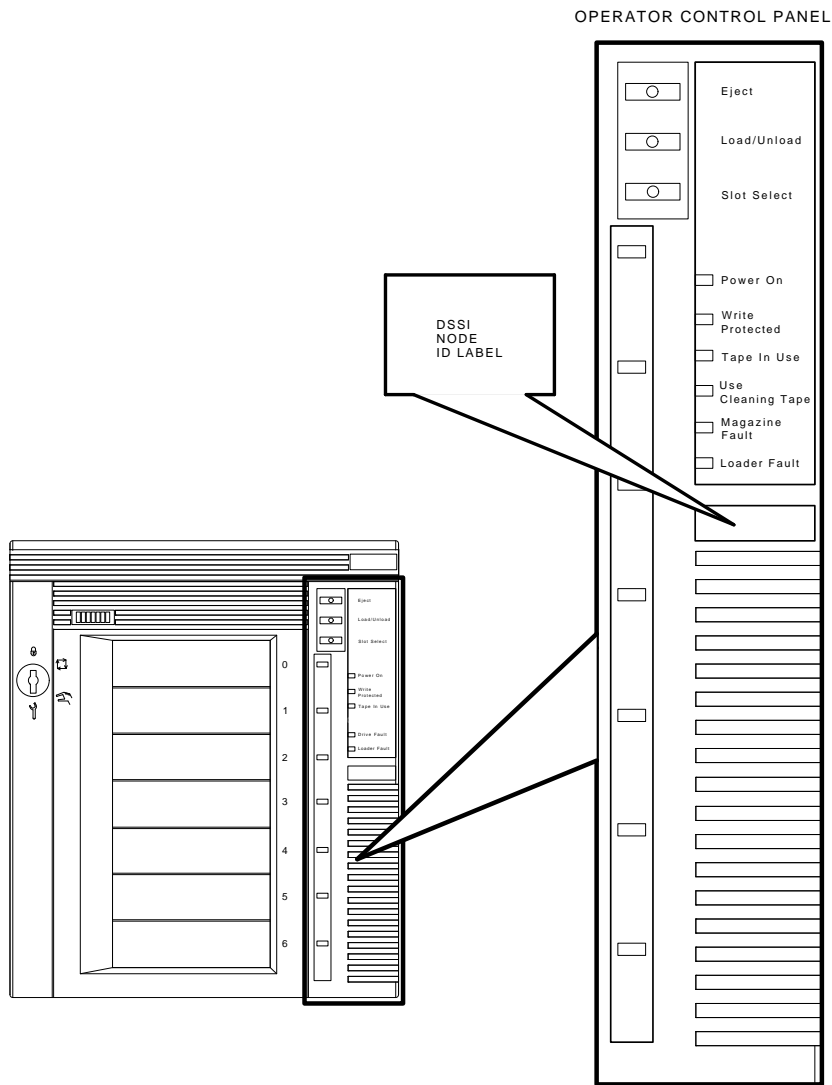 OPERATOR CONTROL PANEL
Eject
Load/Unload
Slot Select
Power On
Write
Protected
Tape In Use
Use
Cleaning Tape
Magazine
Fault
Loader Fault
DSSI
NODE
ID LABEL
Eject
Load/Unload
Slot Select
0
Power On
Write
Protected
1
Tape In Use
Drive Fault
Loader Fault
2
3
4
5
6